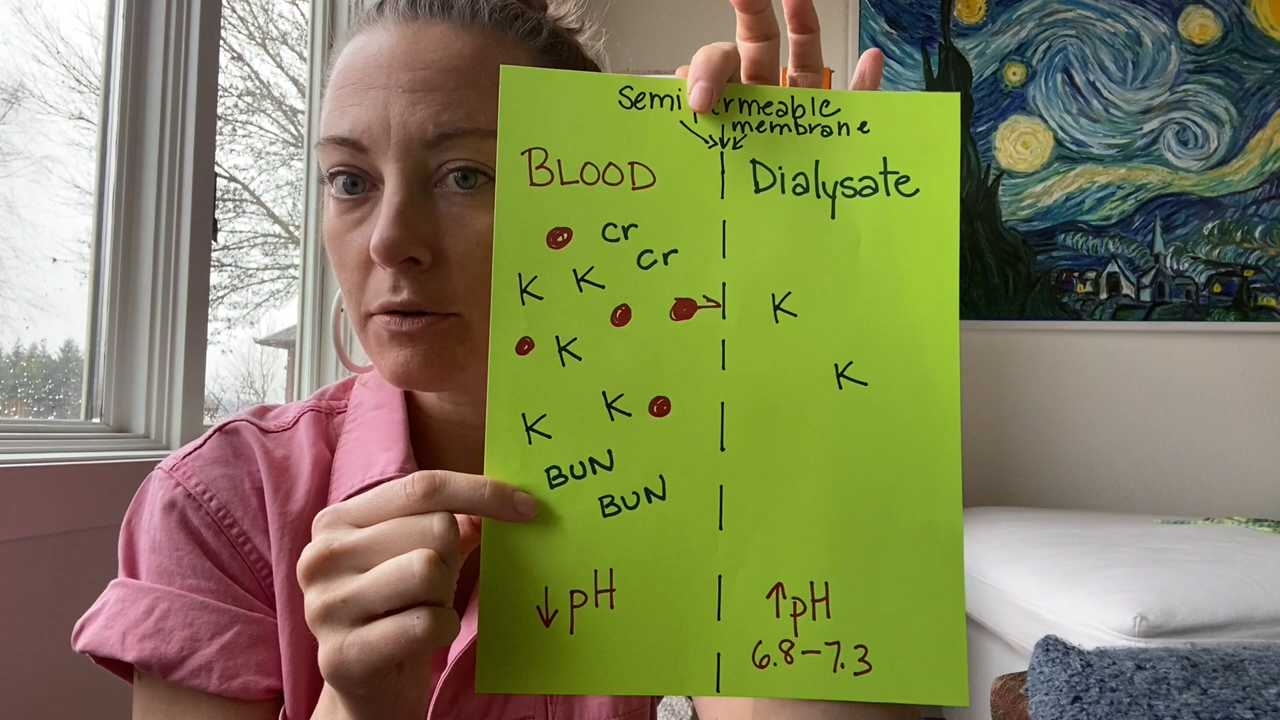 Semipermeable
membrane
BLOOD
Dialysate
Cr
Cr
K K
K
K
K
K K
BUN
BUN
↓ pH
↑pH
6.8-7.3